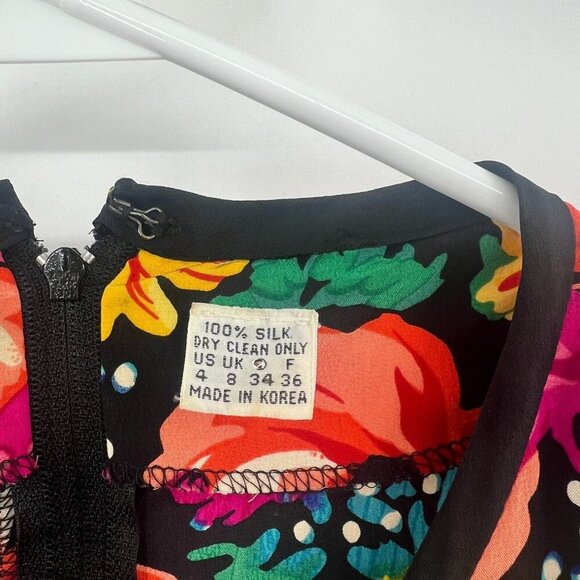 100% SILK
DRY CLEAN ONLY
US UK F
4 8 34 36
MADE IN KOREA